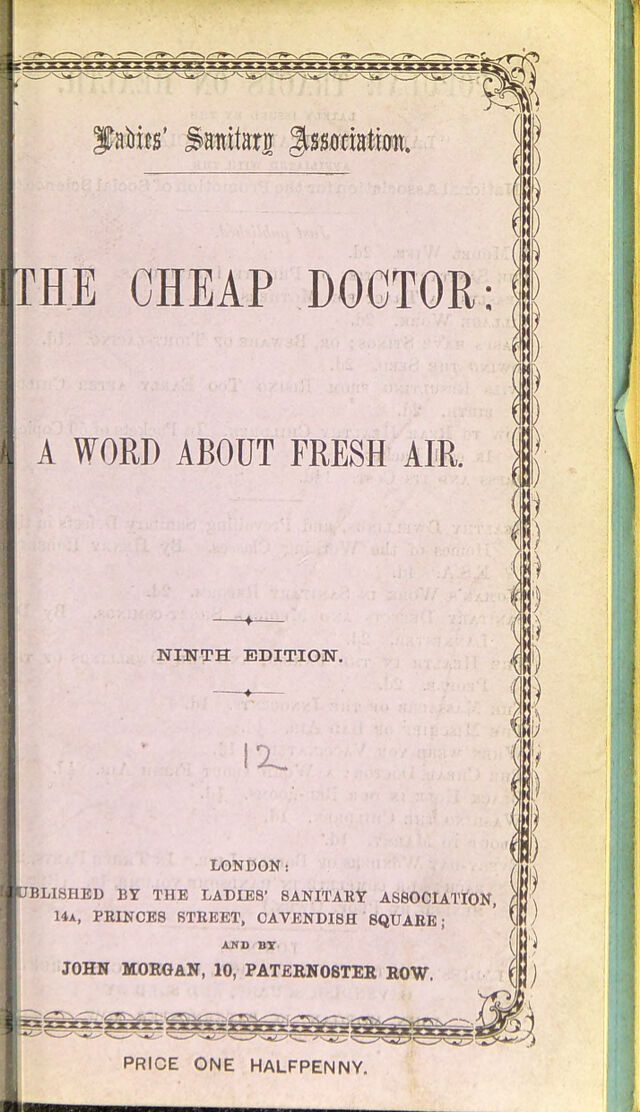 Ladies' Sanitary Association.
THE CHEAP DOCTOR:
A WORD ABOUT FRESH AIR.
NINTH EDITION.
12
LONDON:
PUBLISHED BY THE LADIES' SANITARY ASSOCIATION,
14A, PRINCES STREET, CAVENDISH SQUARE;
AND BY
JOHN MORGAN, 10, PATERNOSTER ROW.
PRICE ONE HALFPENNY.